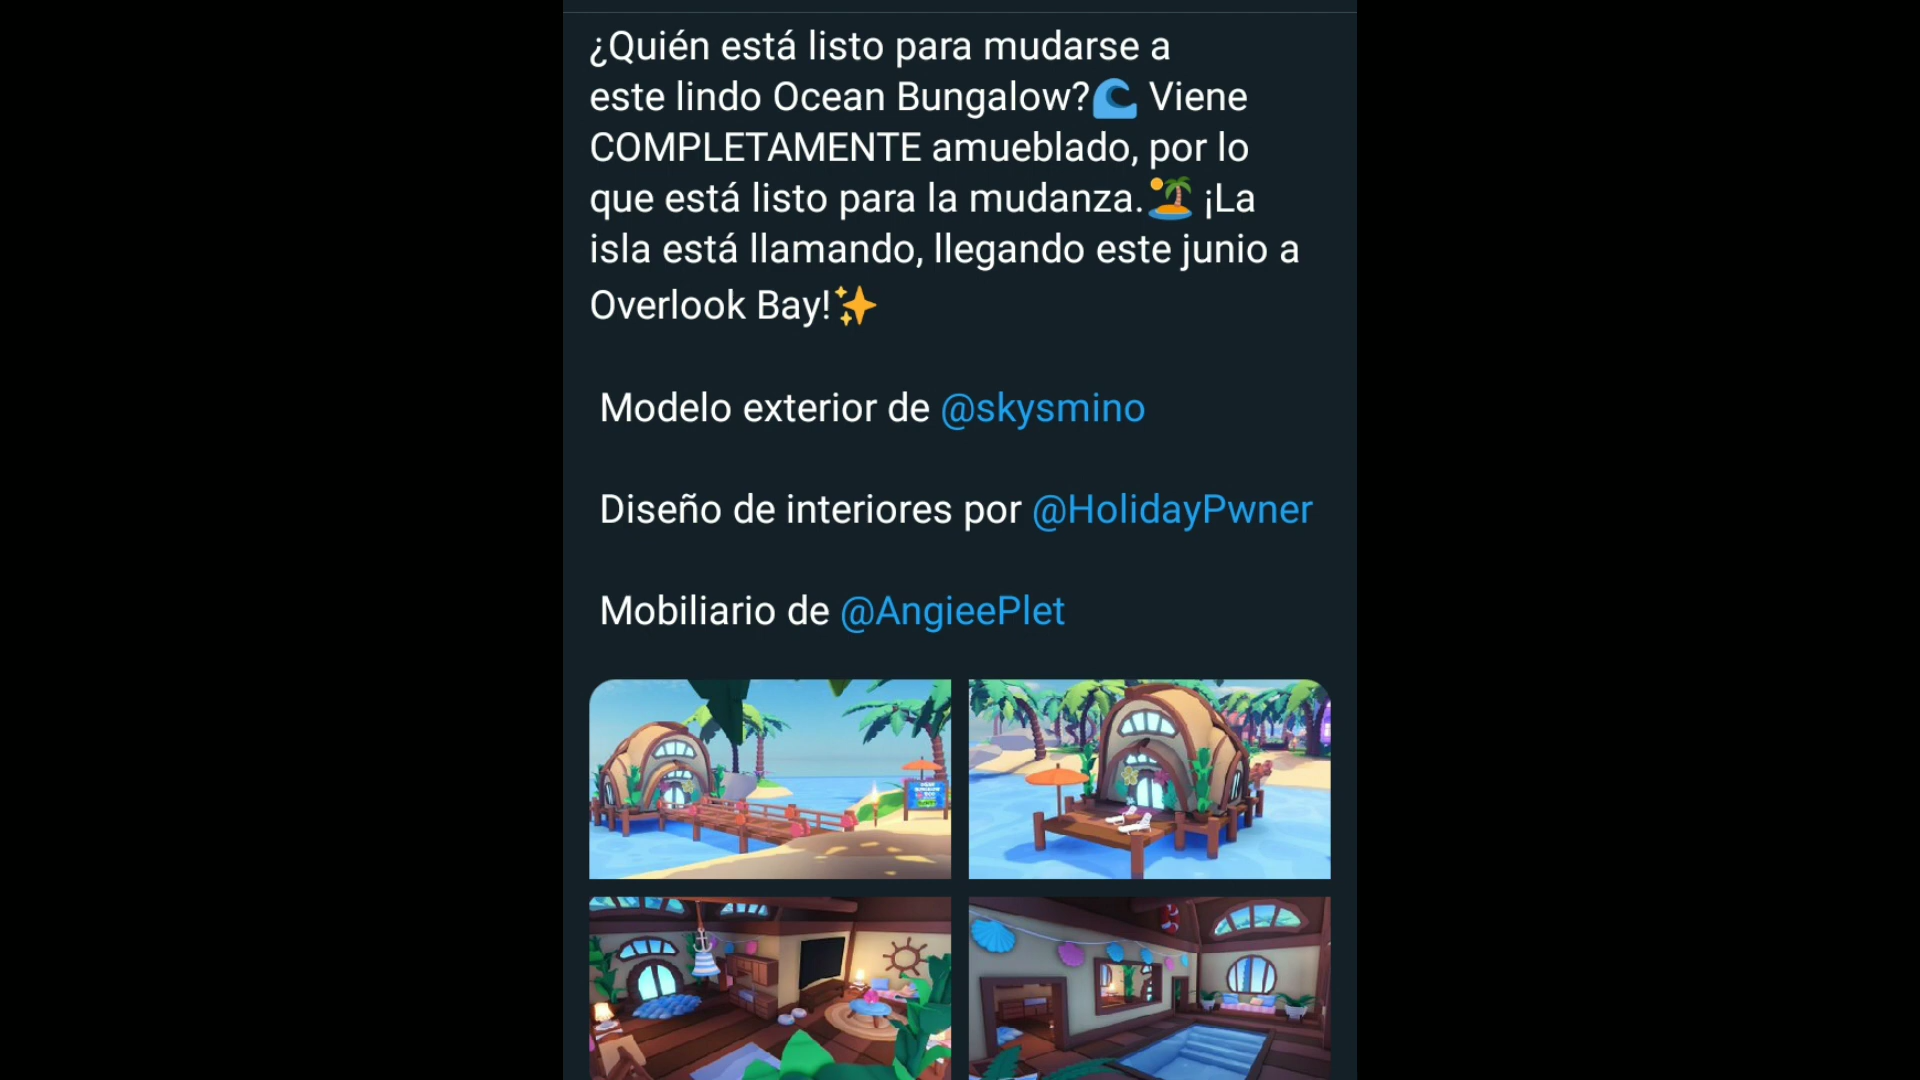 ¿Quién está listo para mudarse a
este lindo Ocean Bungalow?🌊 Viene
COMPLETAMENTE amueblado, por lo
que está listo para la mudanza.🏝️ ¡La
isla está llamando, llegando este junio a
Overlook Bay!✨
Modelo exterior de @skysmino
Diseño de interiores por @HolidayPwner
Mobiliario de @AngieePlet